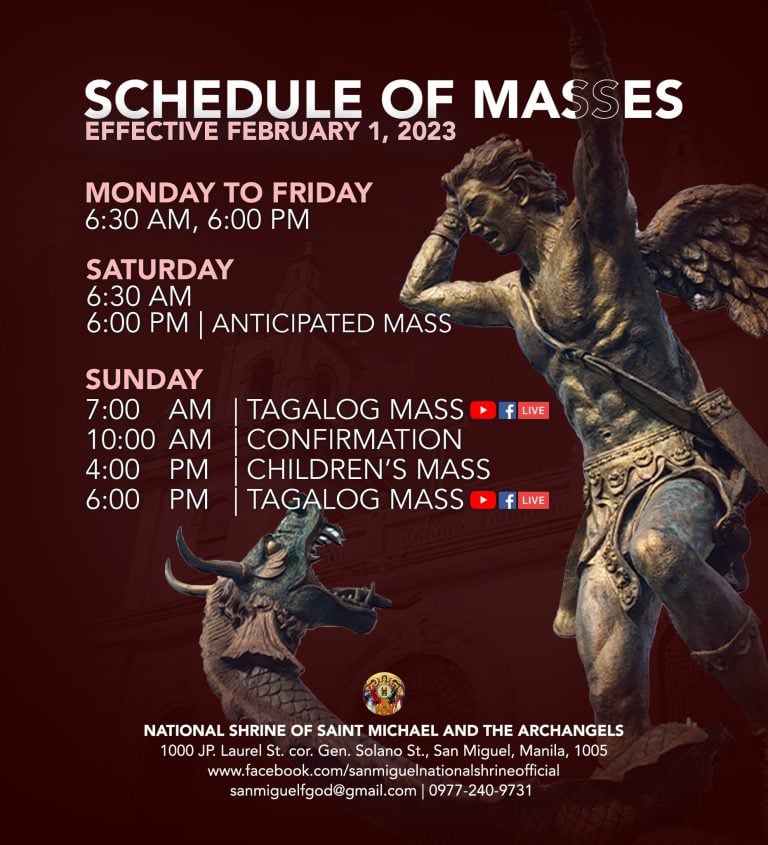 SCHEDULE OF MASSES
EFFECTIVE FEBRUARY 1, 2023
MONDAY TO FRIDAY
6:30 AM, 6:00 PM
SATURDAY
6:30 AM
6:00 PM | ANTICIPATED MASS
SUNDAY
7:00 AM | TAGALOG MASS f LIVE
10:00 AM | CONFIRMATION
4:00 PM | CHILDREN'S MASS
6:00 PM | TAGALOG MASS f LIVE
NATIONAL SHRINE OF SAINT MICHAEL AND THE ARCHANGELS
1000 JP. Laurel St. cor. Gen. Solano St., San Miguel, Manila, 1005
www.facebook.com/sanmiguelnationalshrineofficial
sanmiguelfgod@gmail.com | 0977-240-9731